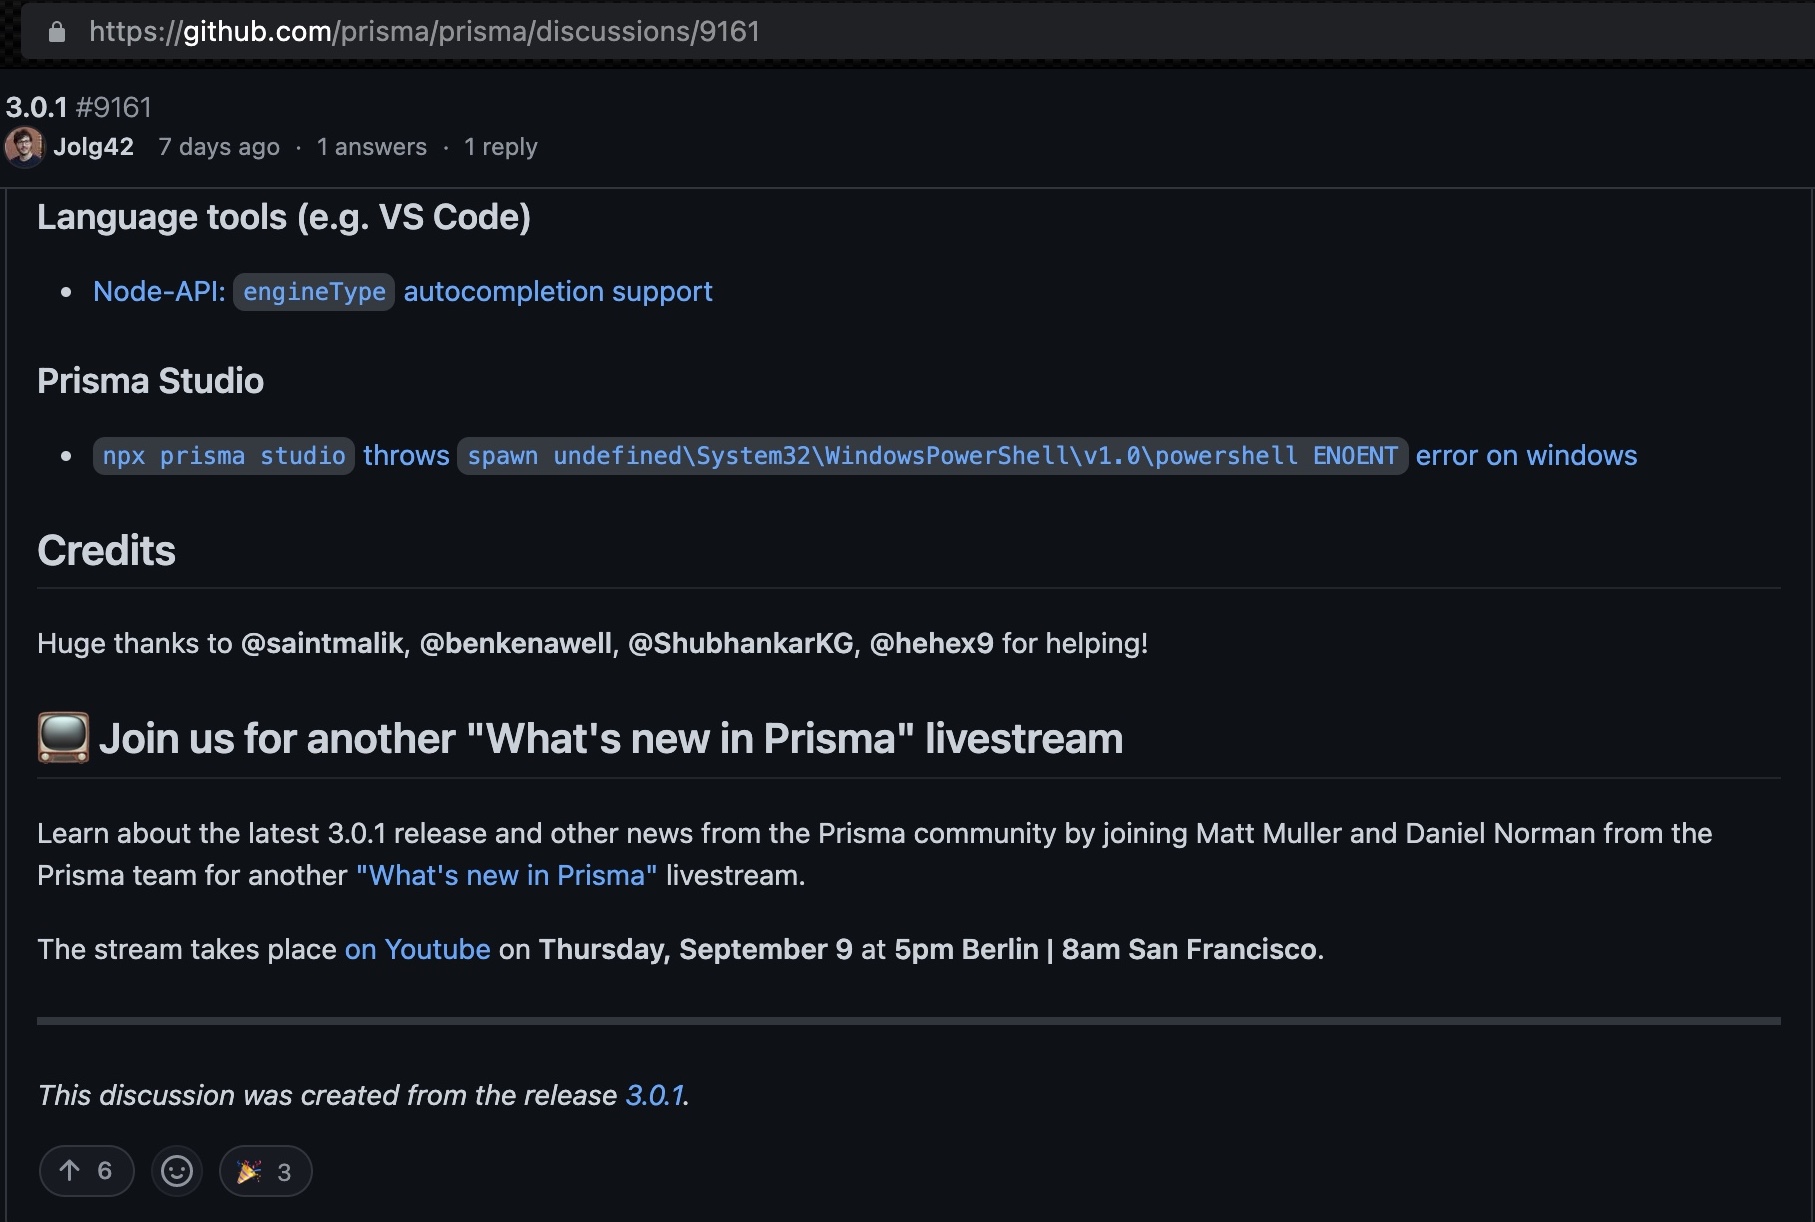 https://github.com/prisma/prisma/discussions/9161
3.0.1 #9161
Jolg42 7 days ago · 1 answers · 1 reply
Language tools (e.g. VS Code)
• Node-API: engineType autocompletion support
Prisma Studio
• npx prisma studio throws spawn undefined\System32\WindowsPowerShell\v1.0\powershell ENOENT error on windows
Credits
Huge thanks to @saintmalik, @benkenawell, @ShubhankarKG, @hehex9 for helping!
Join us for another "What's new in Prisma" livestream
Learn about the latest 3.0.1 release and other news from the Prisma community by joining Matt Muller and Daniel Norman from the
Prisma team for another "What's new in Prisma" livestream.
The stream takes place on Youtube on Thursday, September 9 at 5pm Berlin | 8am San Francisco.
This discussion was created from the release 3.0.1.
↑ 6 3